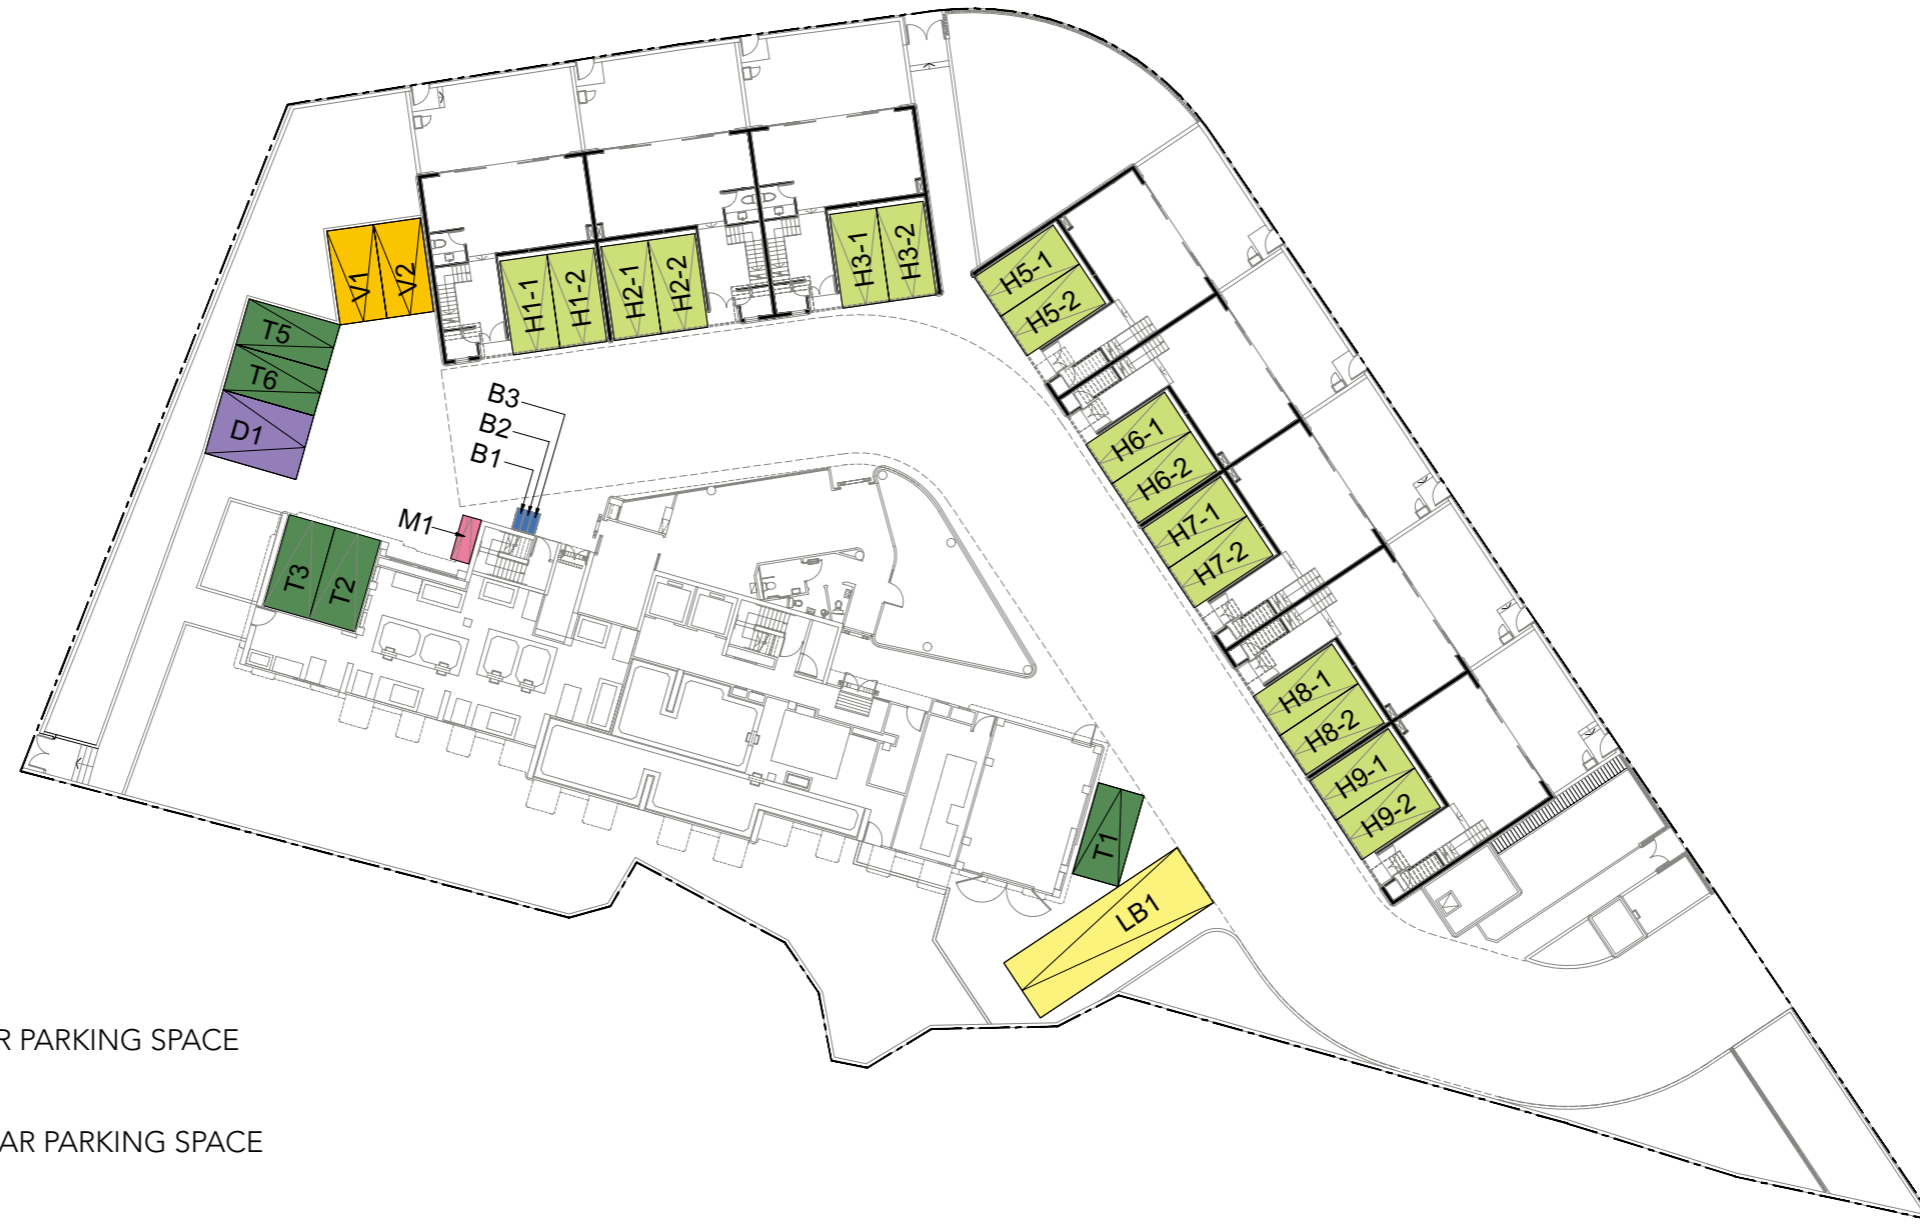 V1
V2
H1-1
H1-2
H2-1
H2-2
H3-1
H3-2
H5-1
H5-2
T5
T6
D1
B3
B2
B1
M1
H6-1
H6-2
H7-1
H7-2
T3
T2
H8-1
H8-2
H9-1
H9-2
T1
LB1
R PARKING SPACE
AR PARKING SPACE